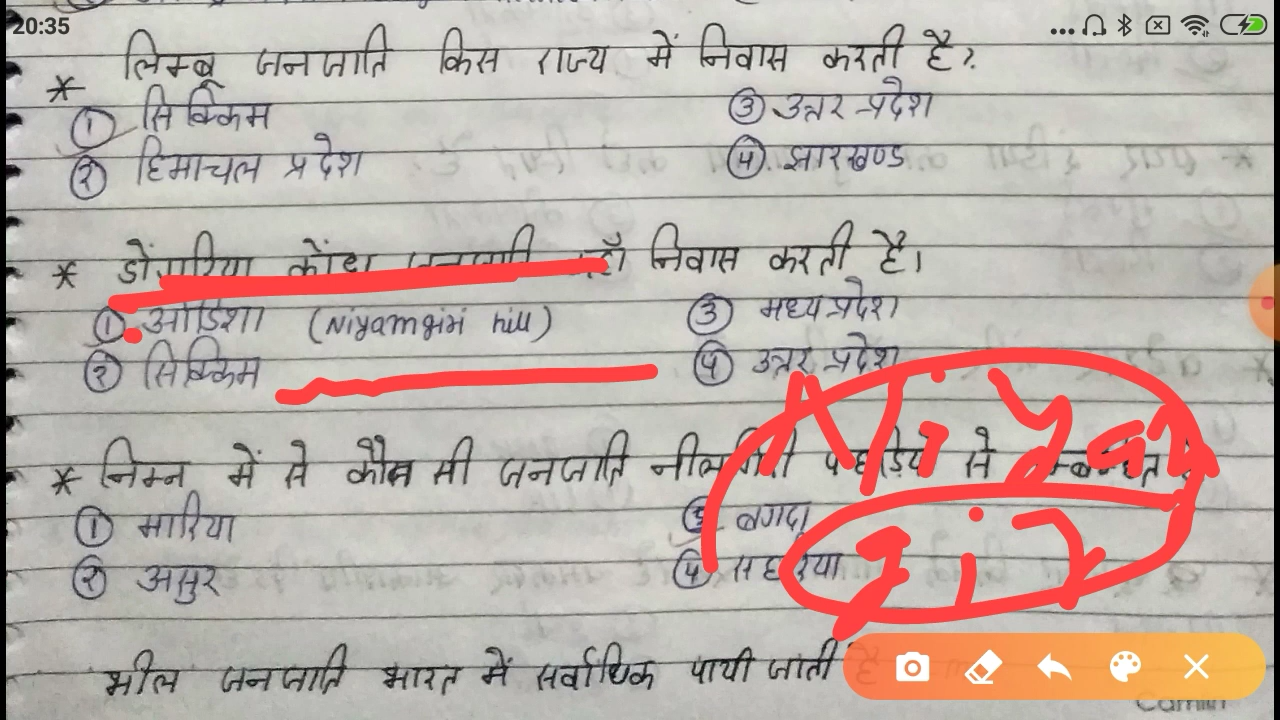 20:35
* लिम्बू जनजाति किस राज्य में निवास करती है?
① सिक्किम ③ उत्तर प्रदेश
② हिमाचल प्रदेश ④ झारखण्ड
* डोंगरिया कोंधा जनजाति कहाँ निवास करती है।
① ओडिशा (Niyamgiri hill) ③ मध्यप्रदेश
② सिक्किम ④ उत्तर प्रदेश
* निम्न में से कौन सी जनजाति नीलगिरी पहाड़ियों से सम्बन्धित है
① मारिया ③ बगदा
② असुर ④ सहरिया
Niyam
gir
भील जनजाति भारत में सर्वाधिक पायी जाती है
Camlin